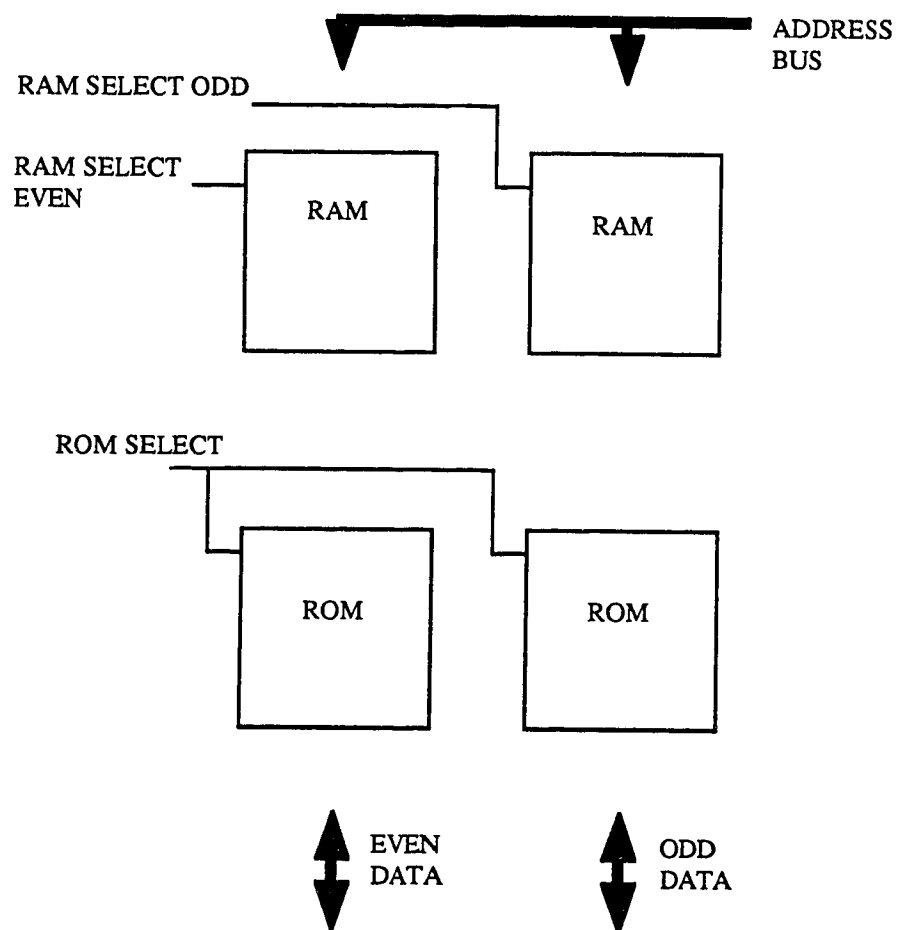 ADDRESS
BUS
RAM SELECT ODD
RAM SELECT
EVEN
RAM
RAM
ROM SELECT
ROM
ROM
EVEN
DATA
ODD
DATA